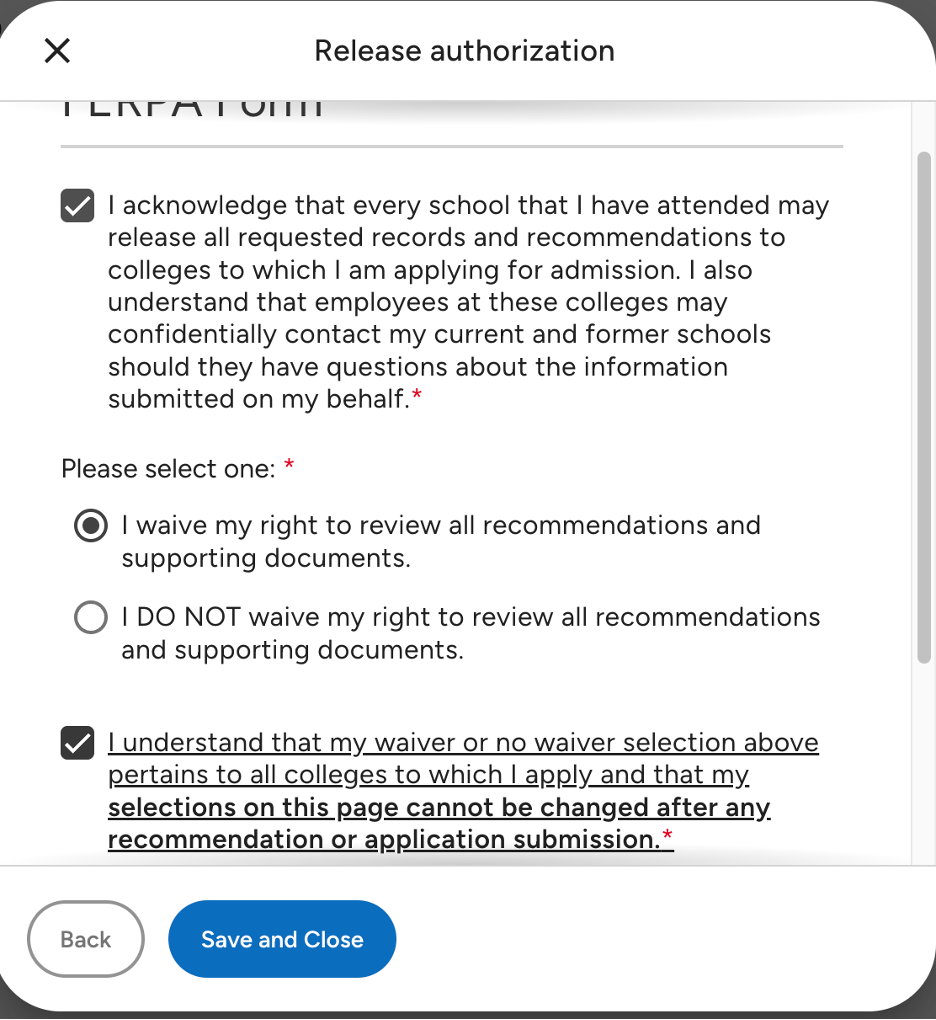 Release authorization
FERPA Form
I acknowledge that every school that I have attended may
release all requested records and recommendations to
colleges to which I am applying for admission. I also
understand that employees at these colleges may
confidentially contact my current and former schools
should they have questions about the information
submitted on my behalf.*
Please select one: *
I waive my right to review all recommendations and
supporting documents.
I DO NOT waive my right to review all recommendations
and supporting documents.
I understand that my waiver or no waiver selection above
pertains to all colleges to which I apply and that my
selections on this page cannot be changed after any
recommendation or application submission.*
Back
Save and Close